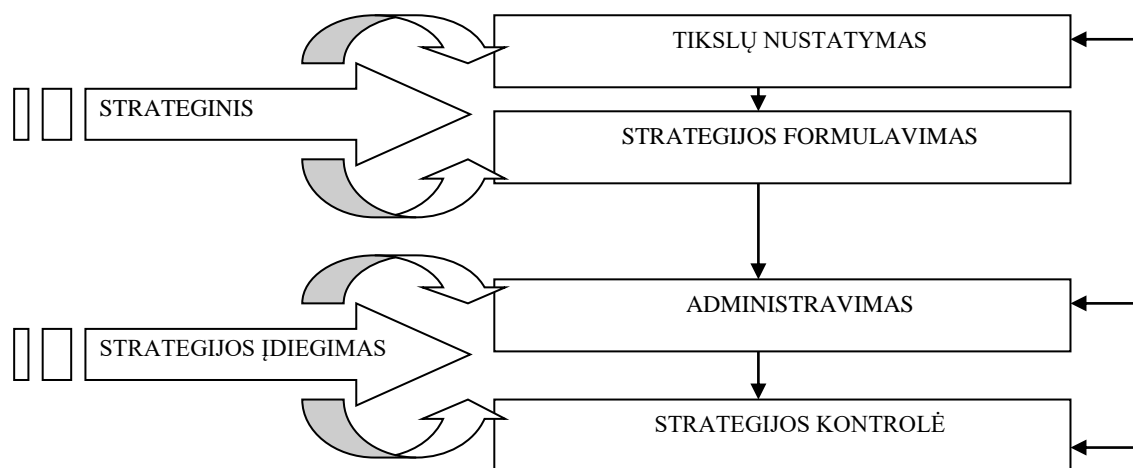 TIKSLŲ NUSTATYMAS
STRATEGINIS
STRATEGIJOS FORMULAVIMAS
ADMINISTRAVIMAS
STRATEGIJOS ĮDIEGIMAS
STRATEGIJOS KONTROLĖ